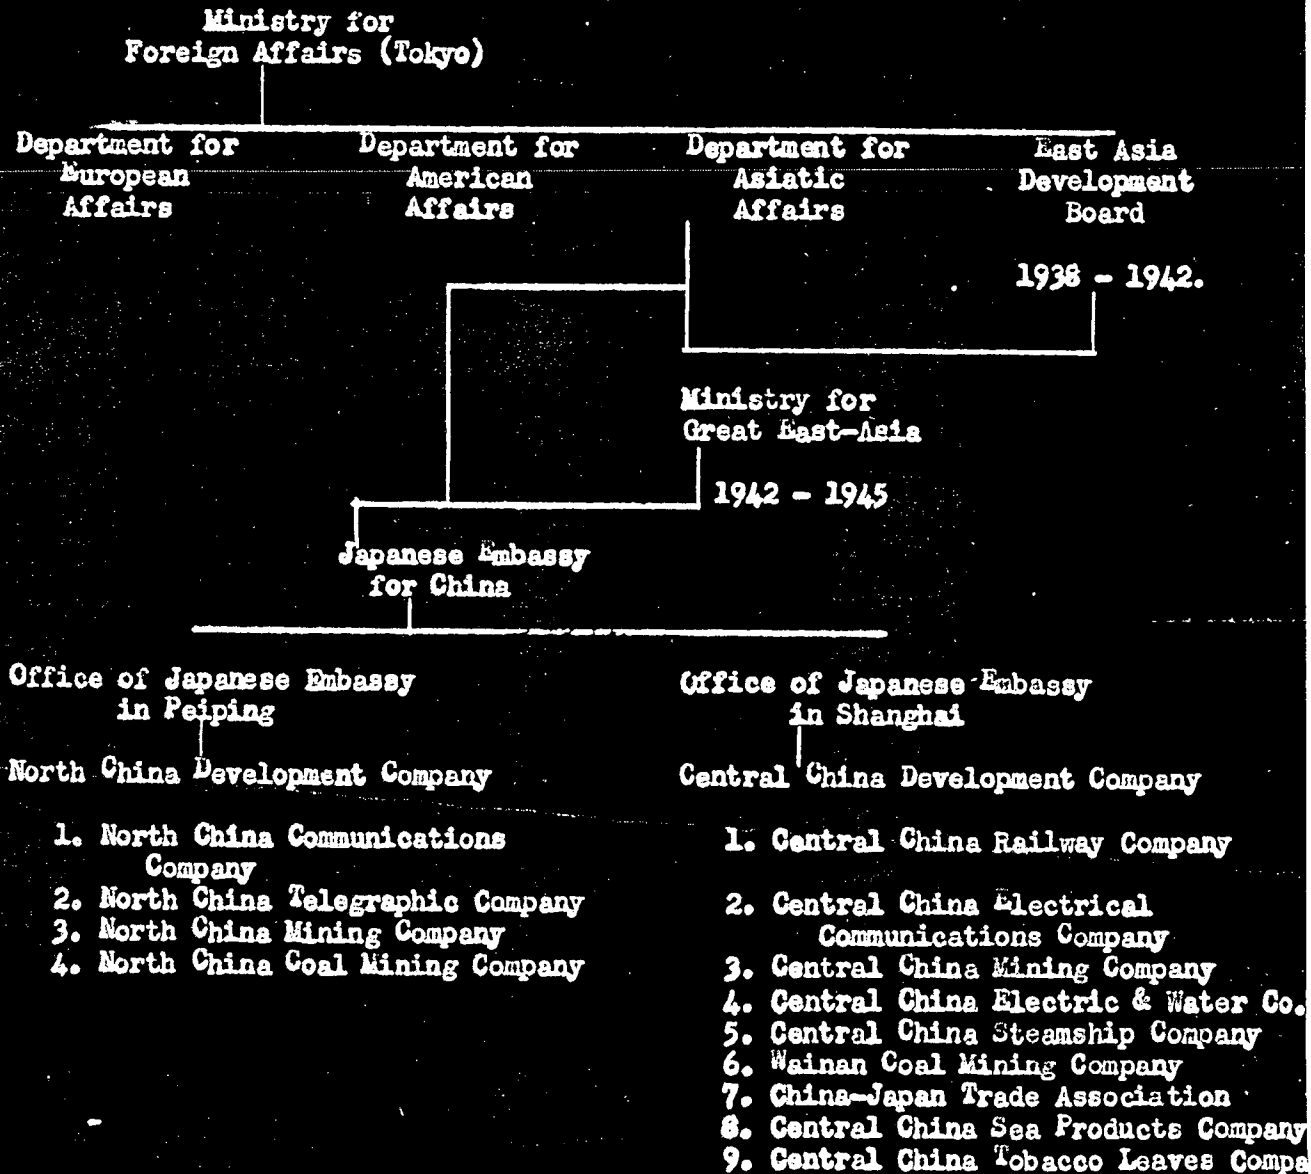 Ministry for
Foreign Affairs (Tokyo)
Department for
European
Affairs
Department for
American
Affairs
Department for
Asiatic
Affairs
East Asia
Development
Board
1938 - 1942.
Ministry for
Great East-Asia
1942 - 1945
Japanese Embassy
for China
Office of Japanese Embassy
in Peiping
North China Development Company
1. North China Communications
Company
2. North China Telegraphic Company
3. North China Mining Company
4. North China Coal Mining Company
Office of Japanese Embassy
in Shanghai
Central China Development Company
1. Central China Railway Company
2. Central China Electrical
Communications Company
3. Central China Mining Company
4. Central China Electric & Water Co.
5. Central China Steamship Company
6. Wainan Coal Mining Company
7. China-Japan Trade Association
8. Central China Sea Products Company
9. Central China Tobacco Leaves Compa